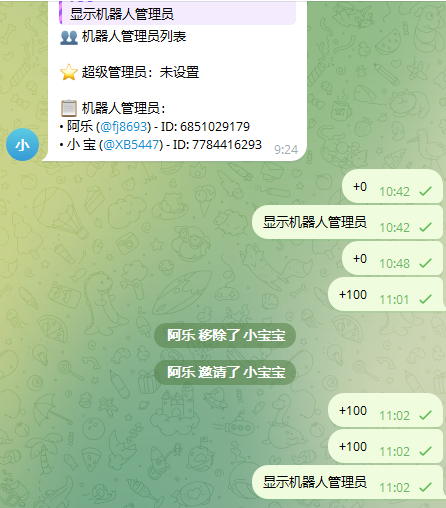 显示机器人管理员
👥 机器人管理员列表
⭐ 超级管理员：未设置
📋 机器人管理员：
• 阿乐 (@fj8693) - ID: 6851029179
• 小 宝 (@XB5447) - ID: 7784416293
9:24
小
+0 10:42
显示机器人管理员 10:42
+0 10:48
+100 11:01
阿乐 移除了 小宝宝
阿乐 邀请了 小宝宝
+100 11:02
+100 11:02
显示机器人管理员 11:02